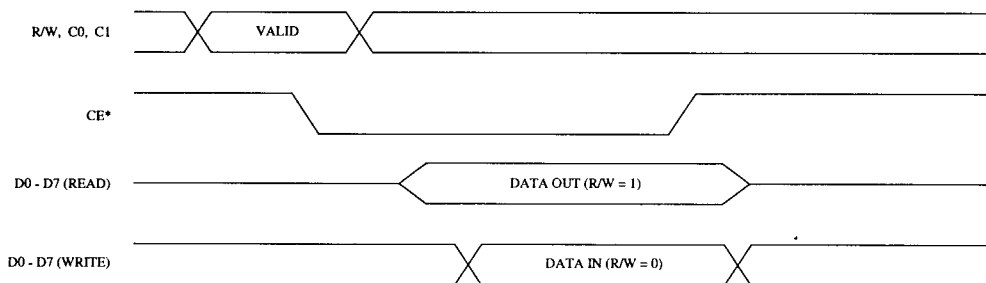 R/W, C0, C1
VALID
CE*
D0 - D7 (READ)
DATA OUT (R/W = 1)
D0 - D7 (WRITE)
DATA IN (R/W = 0)